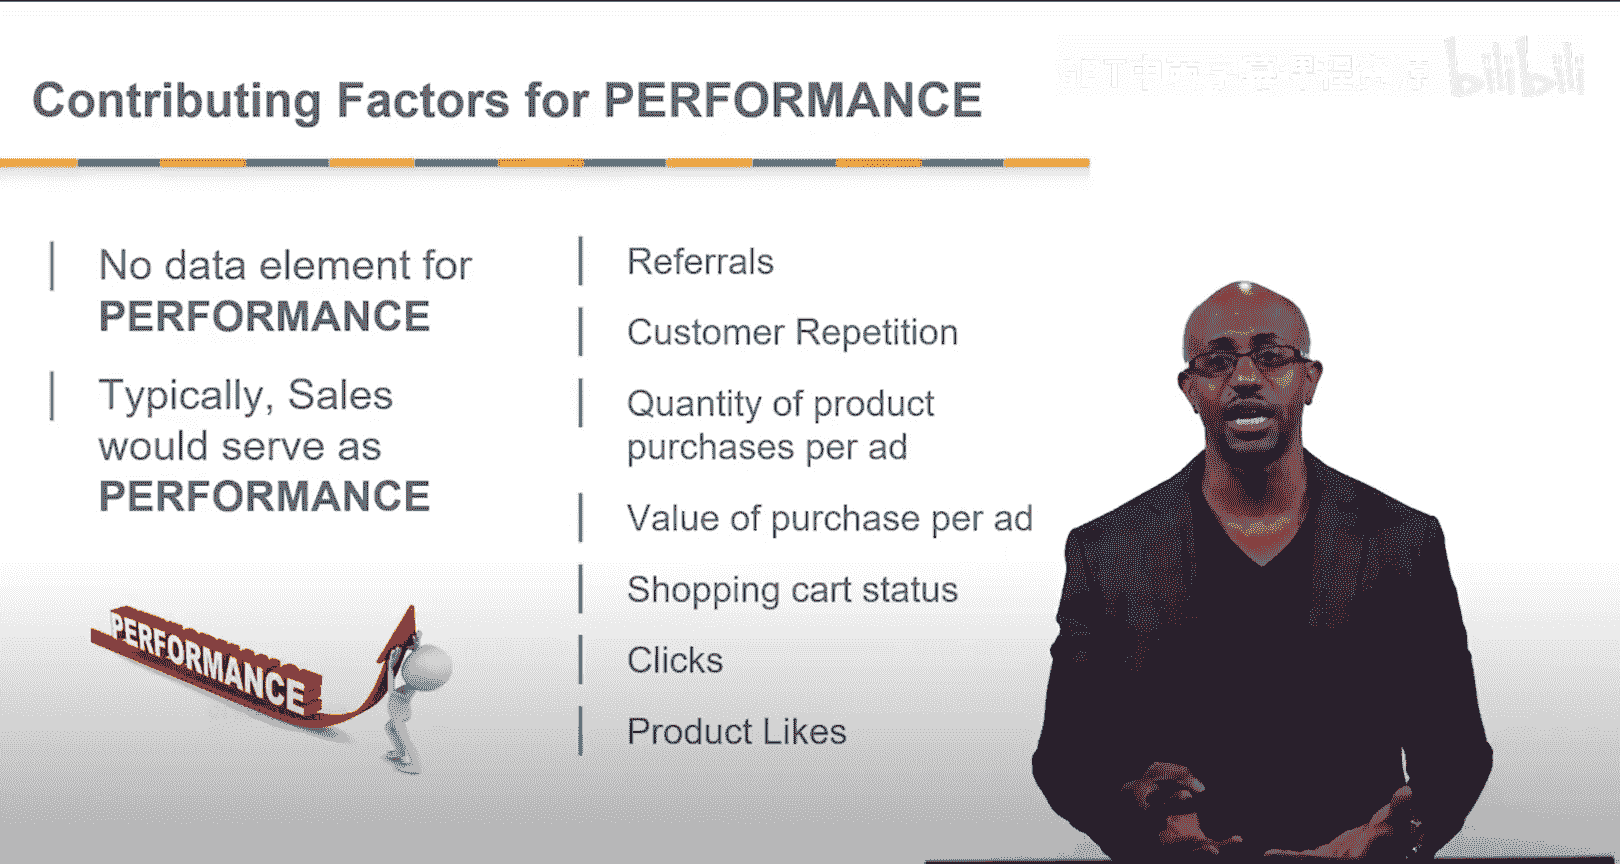 Contributing Factors for PERFORMANCE
bilibili
No data element for
PERFORMANCE
Typically, Sales
would serve as
PERFORMANCE
PERFORMANCE
Referrals
Customer Repetition
Quantity of product
purchases per ad
Value of purchase per ad
Shopping cart status
Clicks
Product Likes